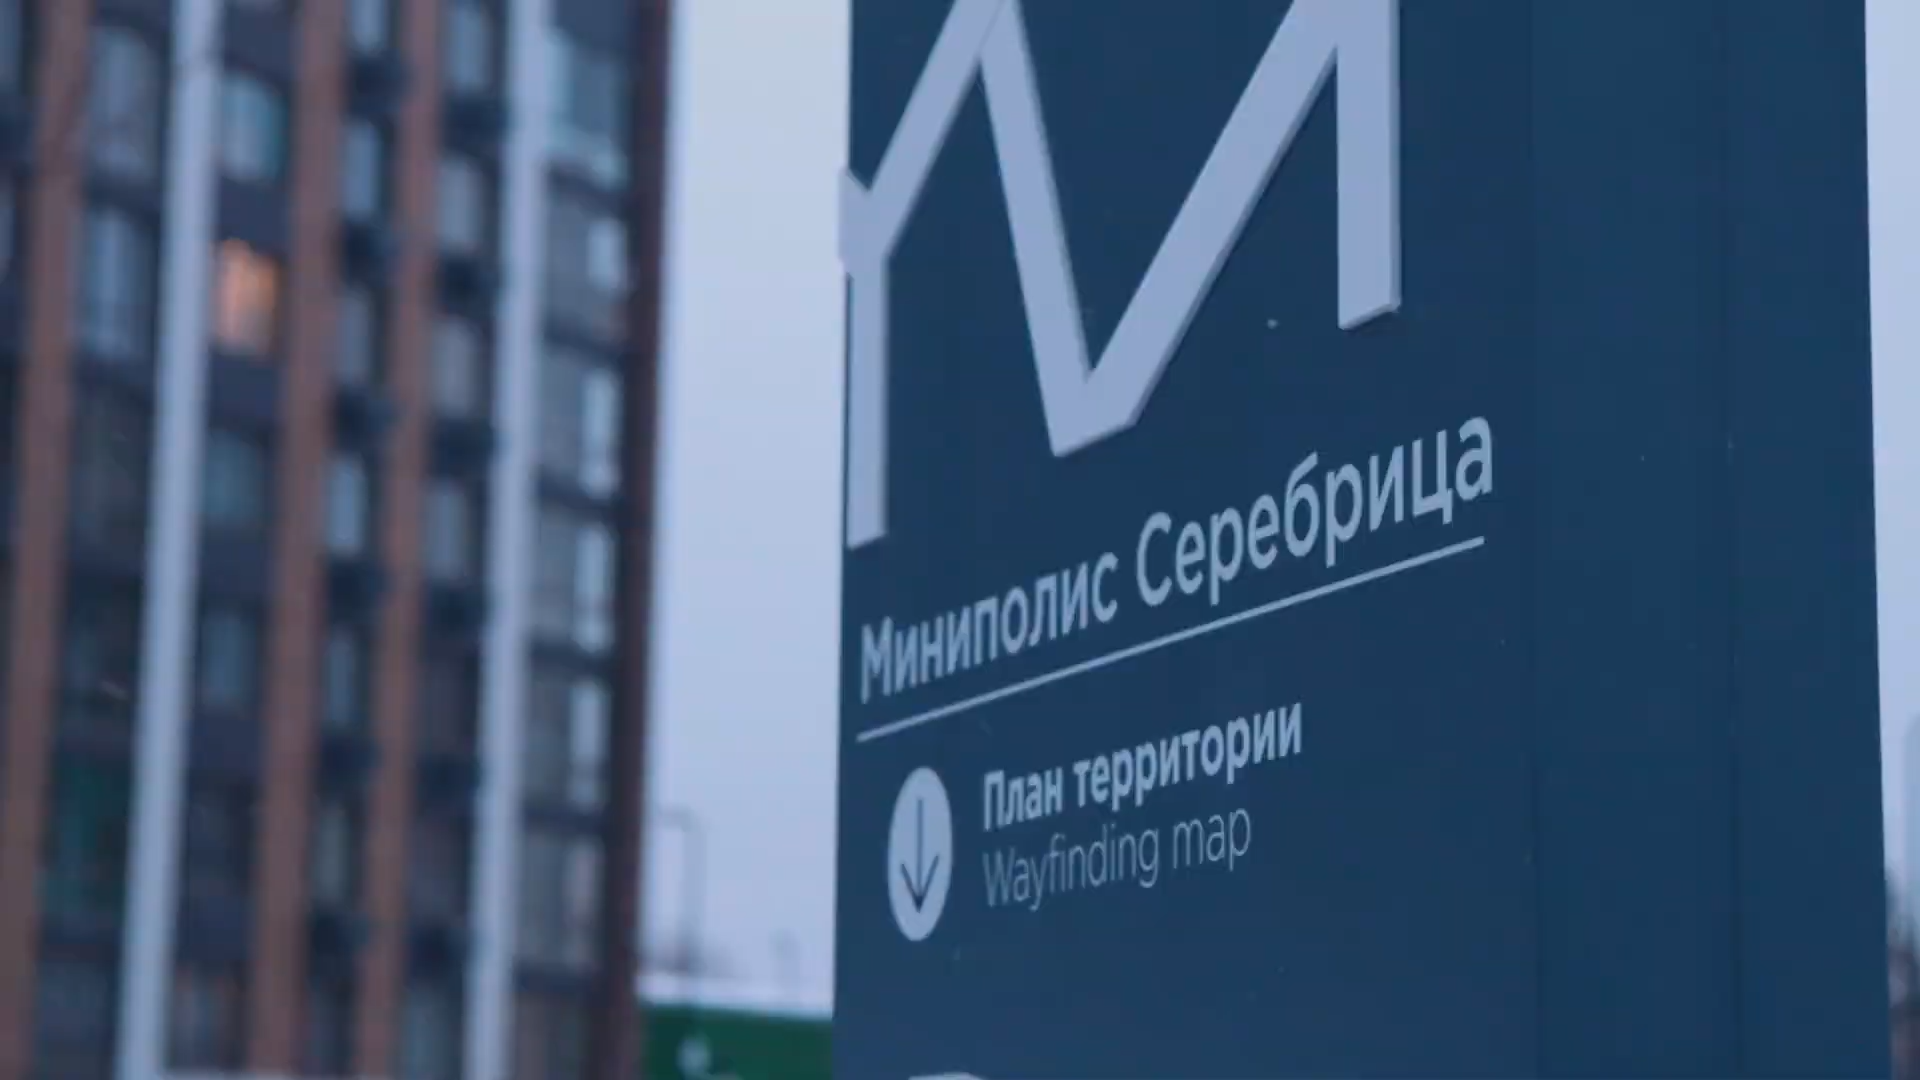 Миниполис Серебрица
План территории
Wayfinding map